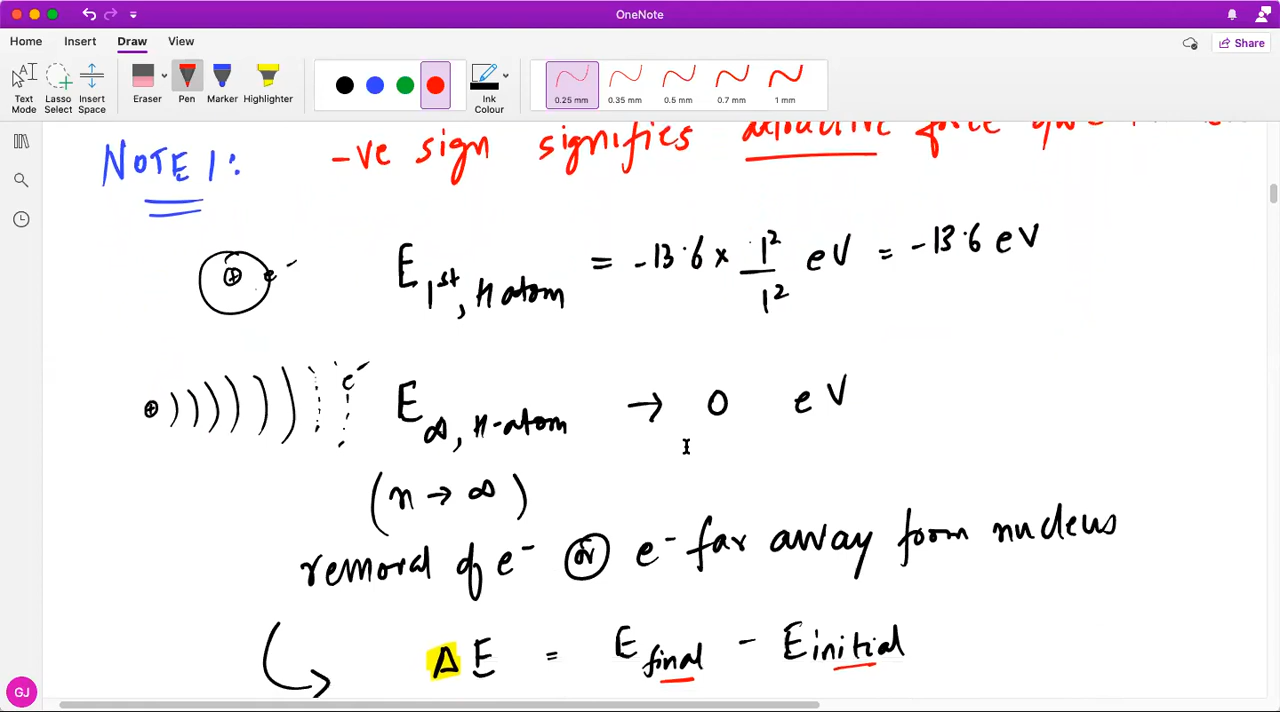 OneNote
Home Insert Draw View
Share
Text Mode
Lasso Select
Insert Space
Eraser
Pen
Marker
Highlighter
Ink Colour
0.25 mm 0.35 mm 0.5 mm 0.7 mm 1 mm
NOTE 1: -ve sign signifies attractive force
⊕ e⁻ E1st, H atom = -13.6 × 1²/1² eV = -13.6 eV
⊕ e⁻ E∞, H-atom → 0 eV
(n → ∞)
removal of e⁻ or e⁻ far away from nucleus
ΔE = Efinal - Einitial
GJ